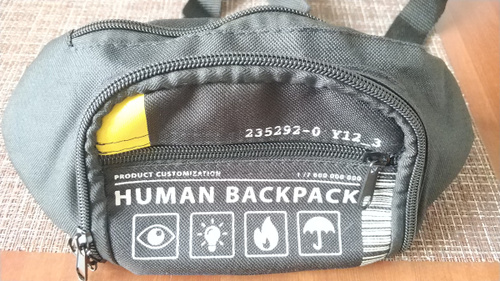 235292-0 Y12_3
PRODUCT CUSTOMIZATION
HUMAN BACKPACK